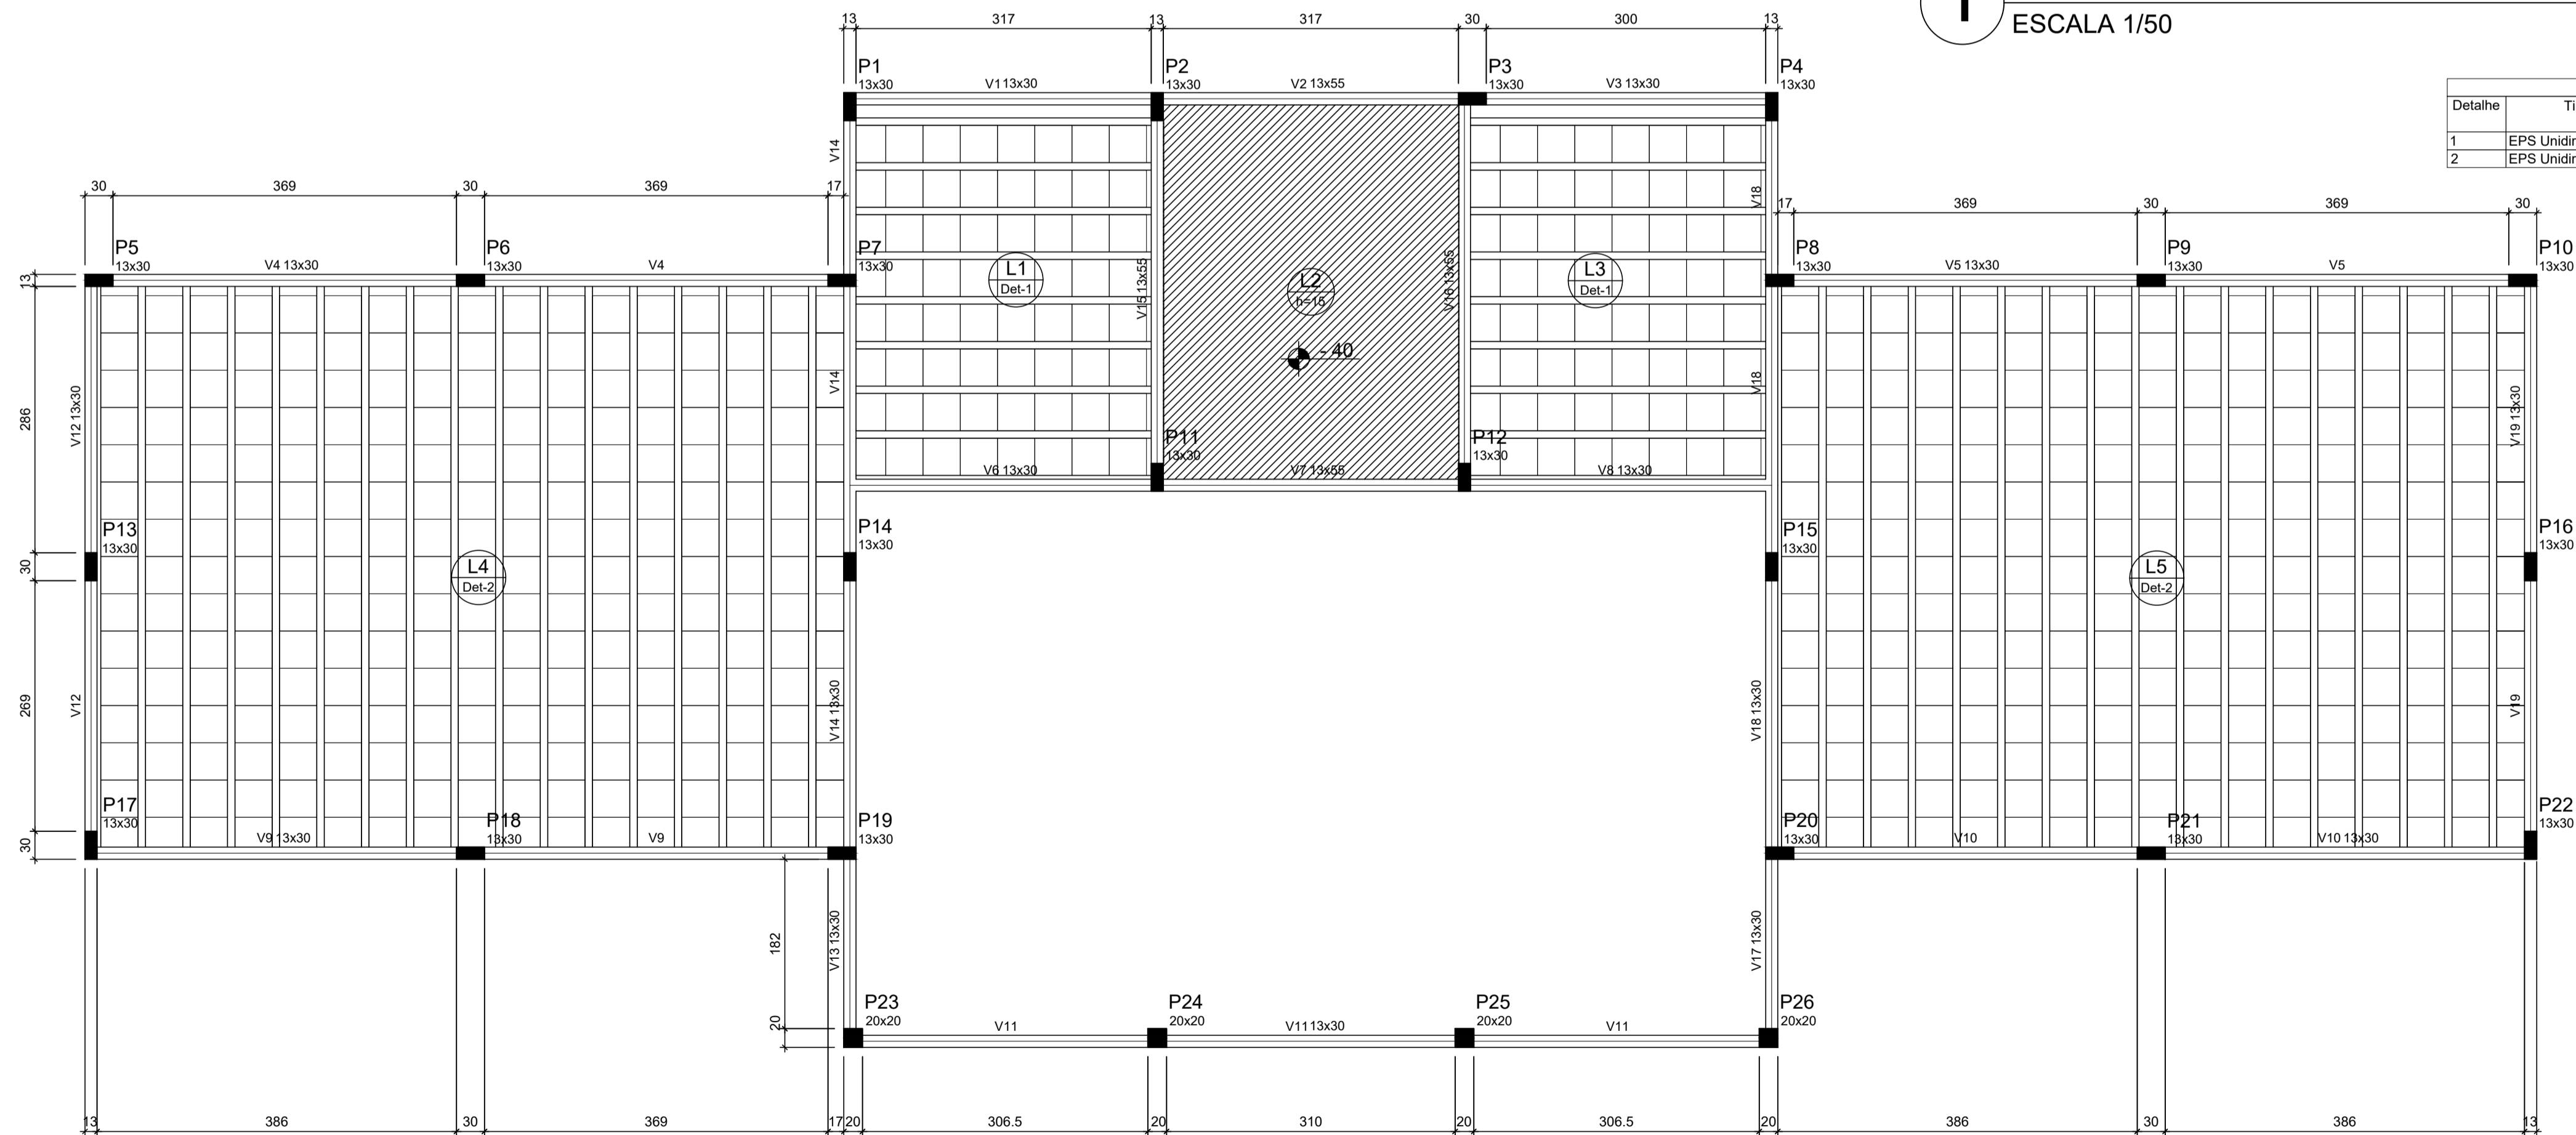 13 317 13 317 30 300 13
1
ESCALA 1/50
P1 P2 P3 P4
13x30 V1 13x30 13x30 V2 13x55 13x30 V3 13x30 13x30
Detalhe
1 EPS
2 EPS
V14
V18
30 369 30 369 17
17 369 30 369 30
P5 P6 P7 P8 P9 P10
13x30 V4 13x30 13x30 V4 13x30 13x30 V5 13x30 13x30 V5 13x30
13
L1
Det-1
V15 13x55
L2
h=15
V16 13x55
L3
Det-1
- 40
286
V12 13x30
V14
V18
V19 13x30
P11 P12
13x30 13x30
V6 13x30 V7 13x55 V8 13x30
P13 P14 P15 P16
13x30 13x30 13x30 13x30
30
L4
Det-2
L5
Det-2
269
V12
V14 13x30
V18 13x30
V19
P17 P18 P19 P20 P21 P22
13x30 V9 13x30 13x30 V9 13x30 13x30 V10 13x30 V10 13x30 13x30
30
182
V13 13x30
V17 13x30
P23 P24 P25 P26
20x20 V11 20x20 V11 13x30 20x20 V11 20x20
20
13 386 30 369 17 20 306.5 20 310 20 306.5 20 386 30 386 13